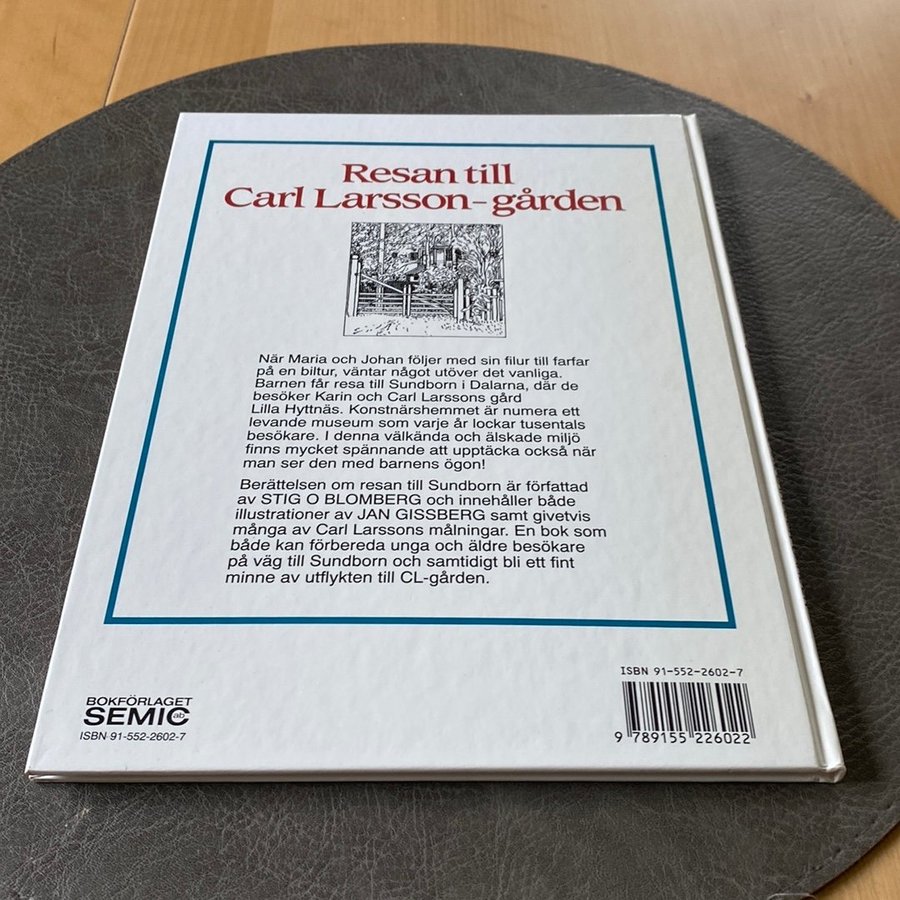 Resan till
Carl Larsson-gården
När Maria och Johan följer med sin filur till farfar
på en biltur, väntar något utöver det vanliga.
Barnen får resa till Sundborn i Dalarna, där de
besöker Karin och Carl Larssons gård
Lilla Hyttnäs. Konstnärshemmet är numera ett
levande museum som varje år lockar tusentals
besökare. I denna välkända och älskade miljö
finns mycket spännande att upptäcka också när
man ser den med barnens ögon!
Berättelsen om resan till Sundborn är författad
av STIG O BLOMBERG och innehåller både
illustrationer av JAN GISSBERG samt givetvis
många av Carl Larssons målningar. En bok som
både kan förbereda unga och äldre besökare
på väg till Sundborn och samtidigt bli ett fint
minne av utflykten till CL-gården.
ISBN 91-552-2602-7
9 789155 226022
BOKFÖRLAGET
SEMIC ab
ISBN 91-552-2602-7